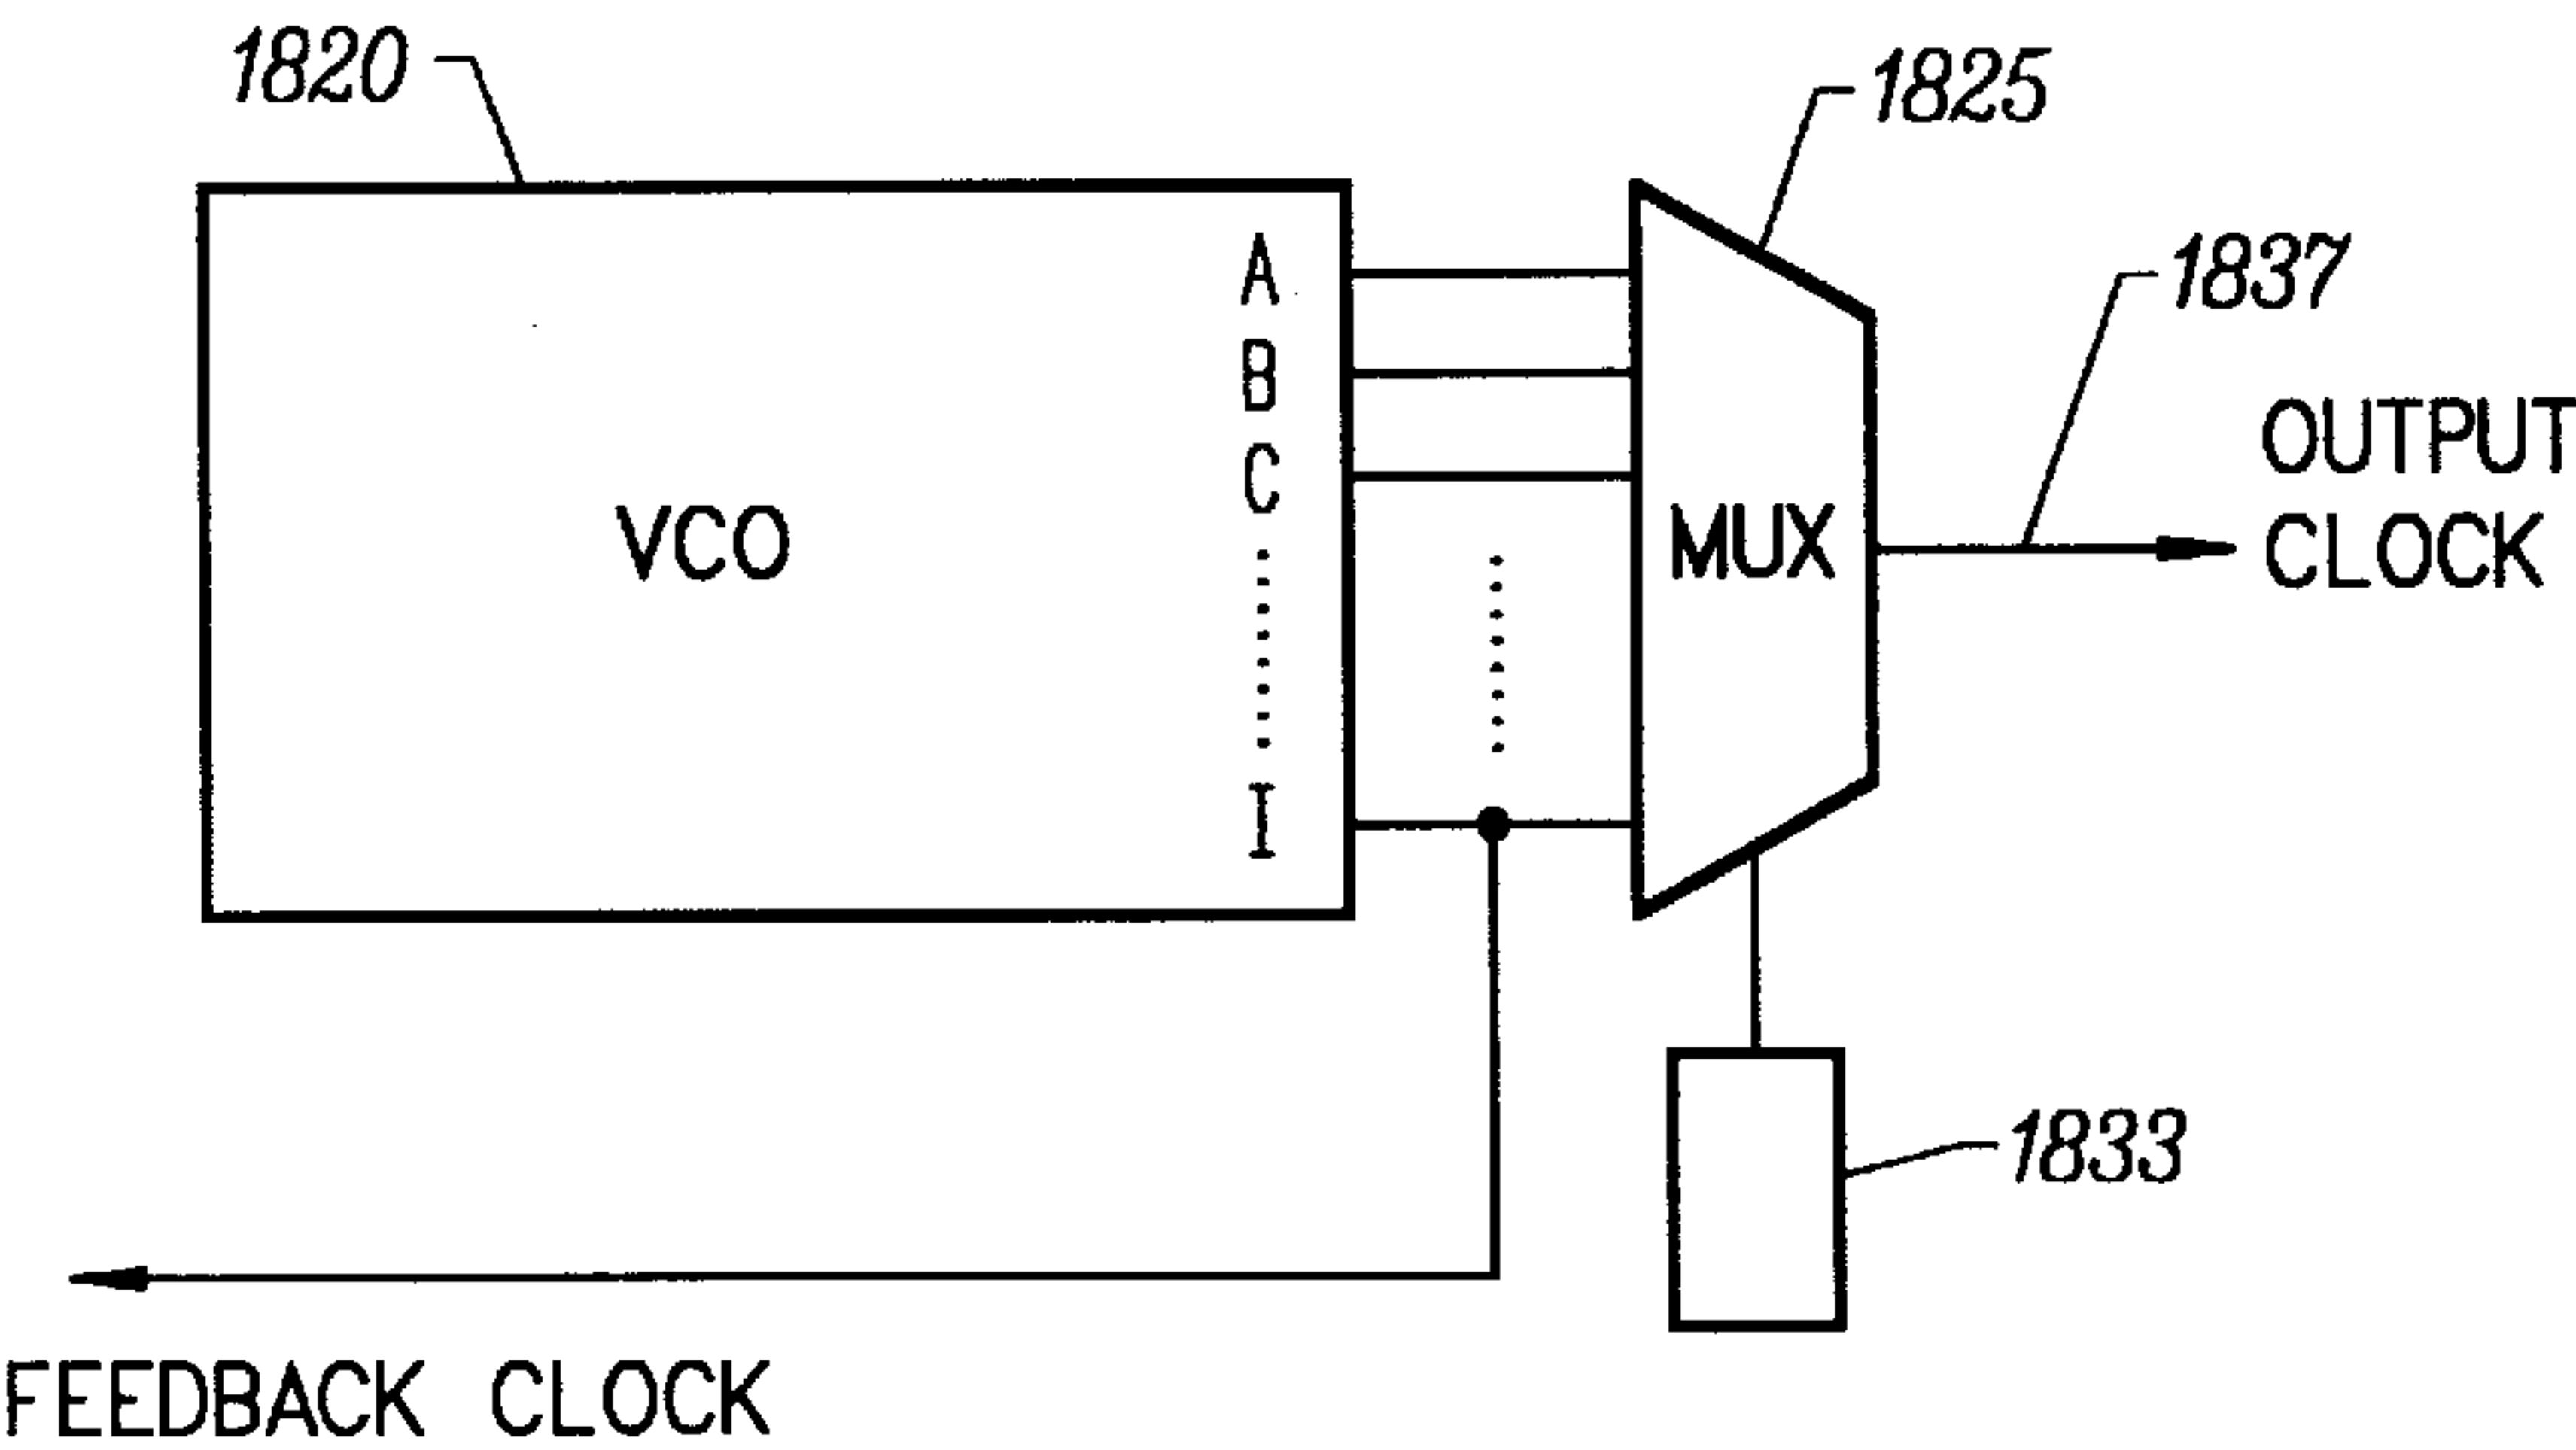 1820
1825
1837
A
B
C
I
VCO
MUX
OUTPUT
CLOCK
1833
FEEDBACK CLOCK